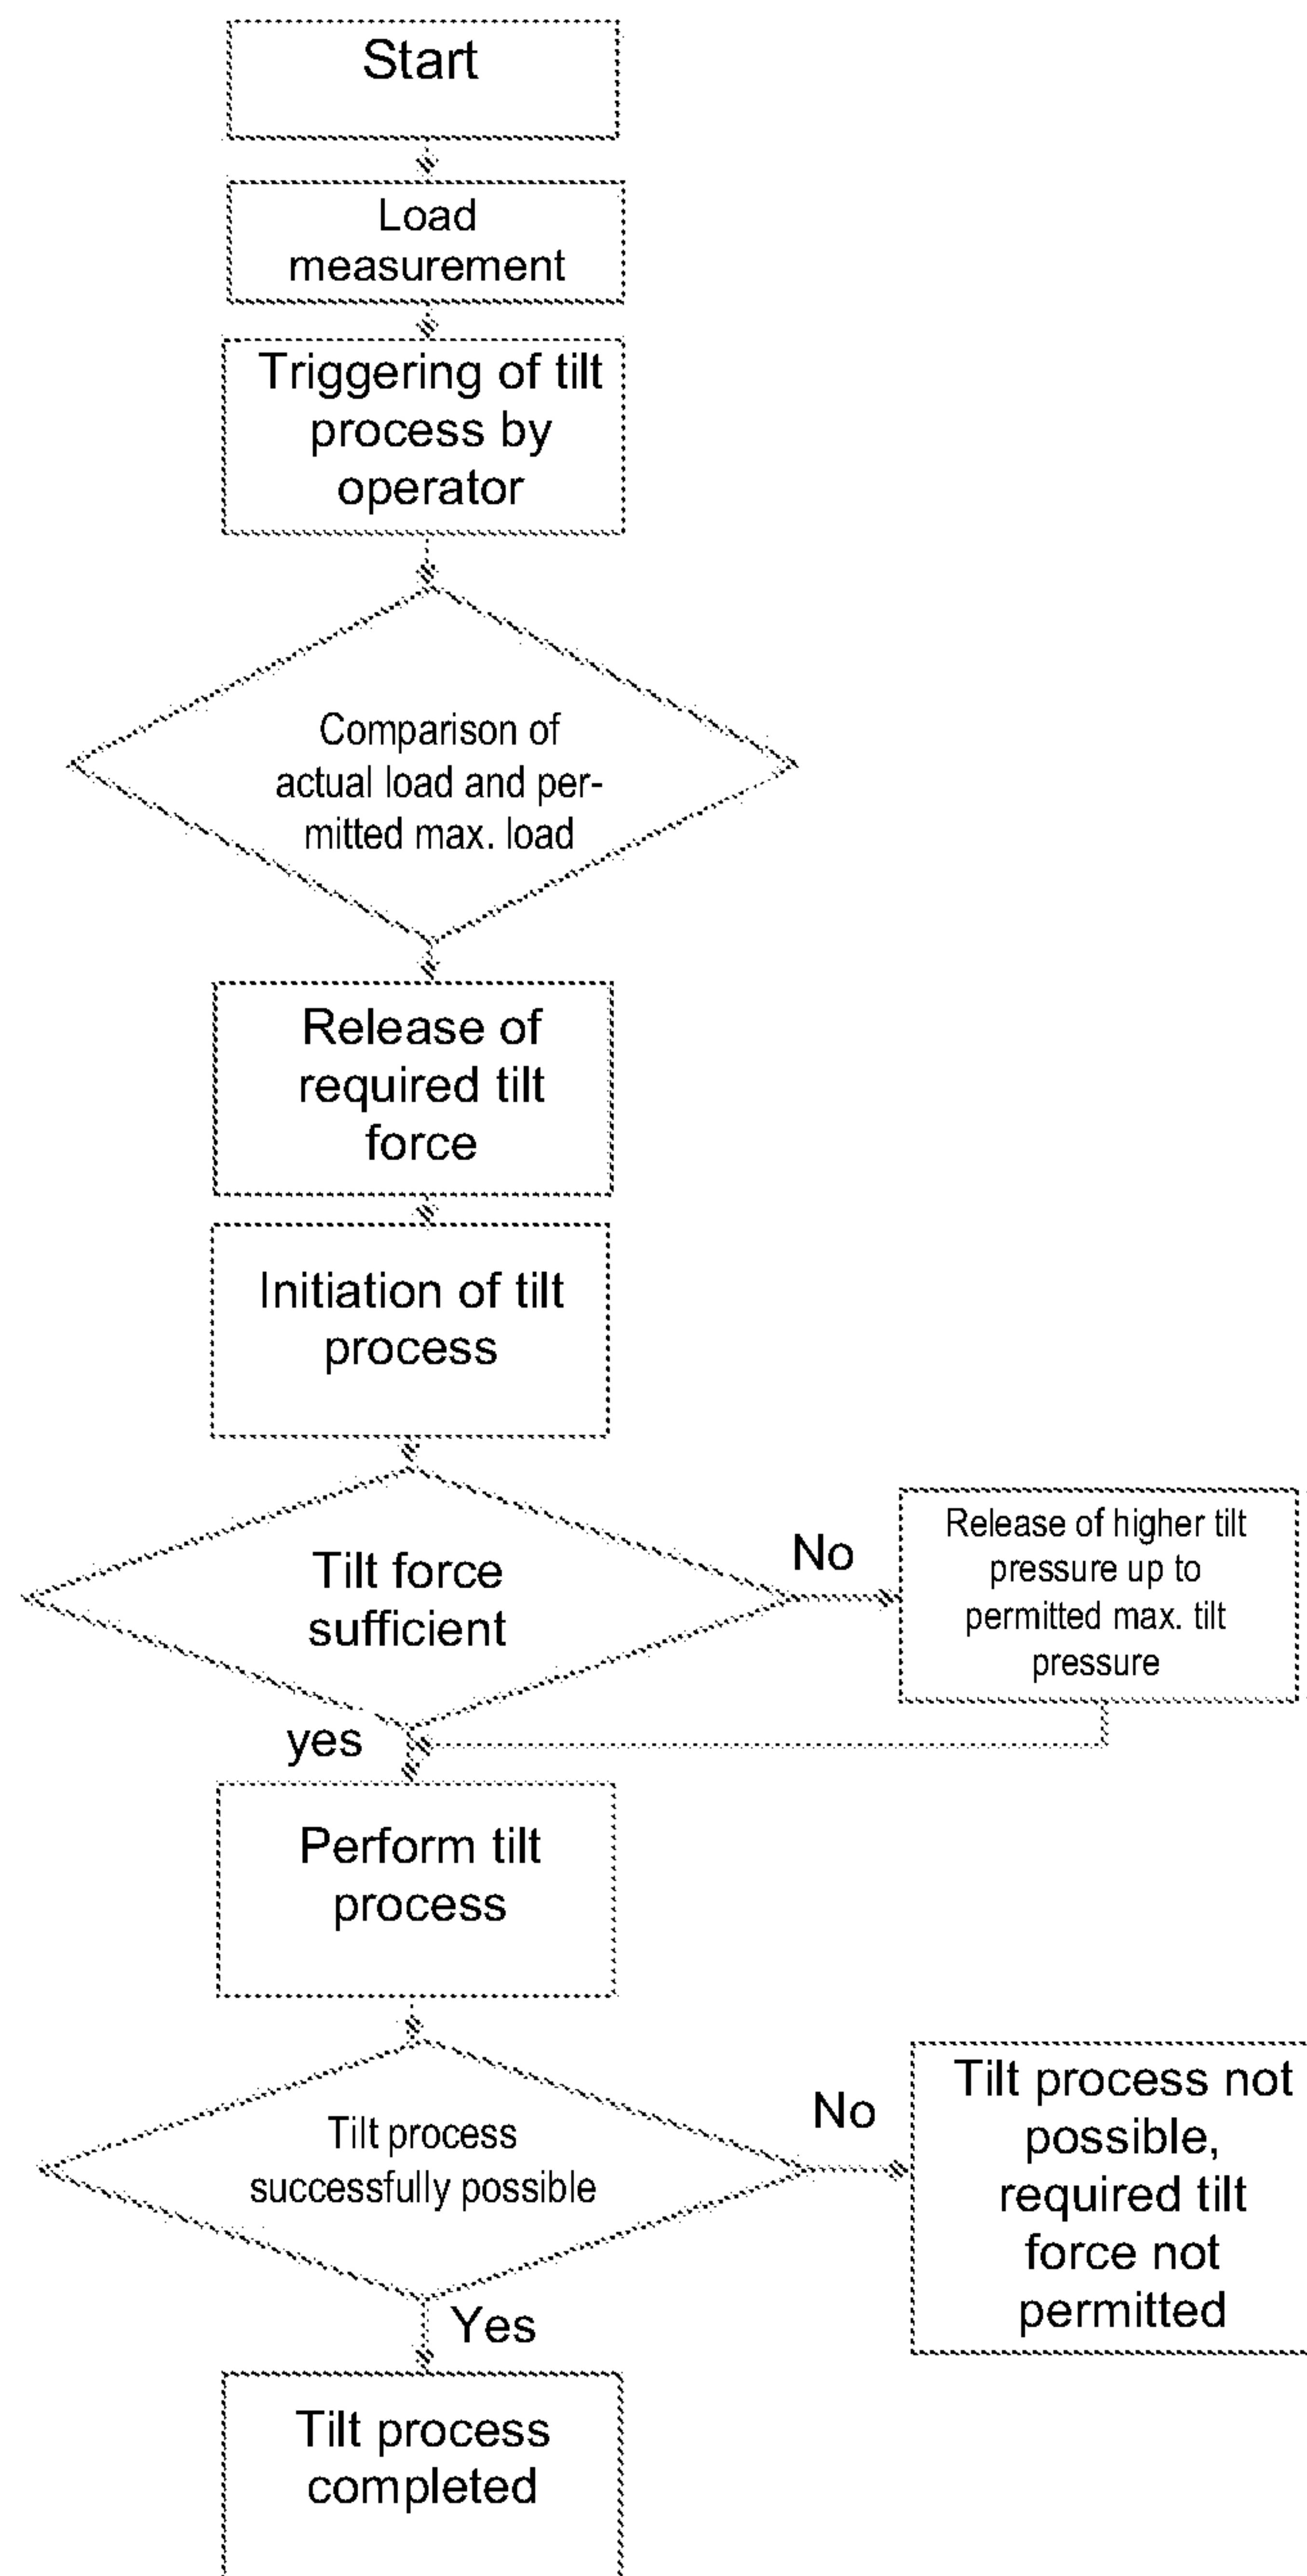 Start
Load
measurement
Triggering of tilt
process by
operator
Comparison of
actual load and per-
mitted max. load
Release of
required tilt
force
Initiation of tilt
process
Tilt force
sufficient
No
Release of higher tilt
pressure up to
permitted max. tilt
pressure
yes
Perform tilt
process
Tilt process
successfully possible
No
Tilt process not
possible,
required tilt
force not
permitted
Yes
Tilt process
completed